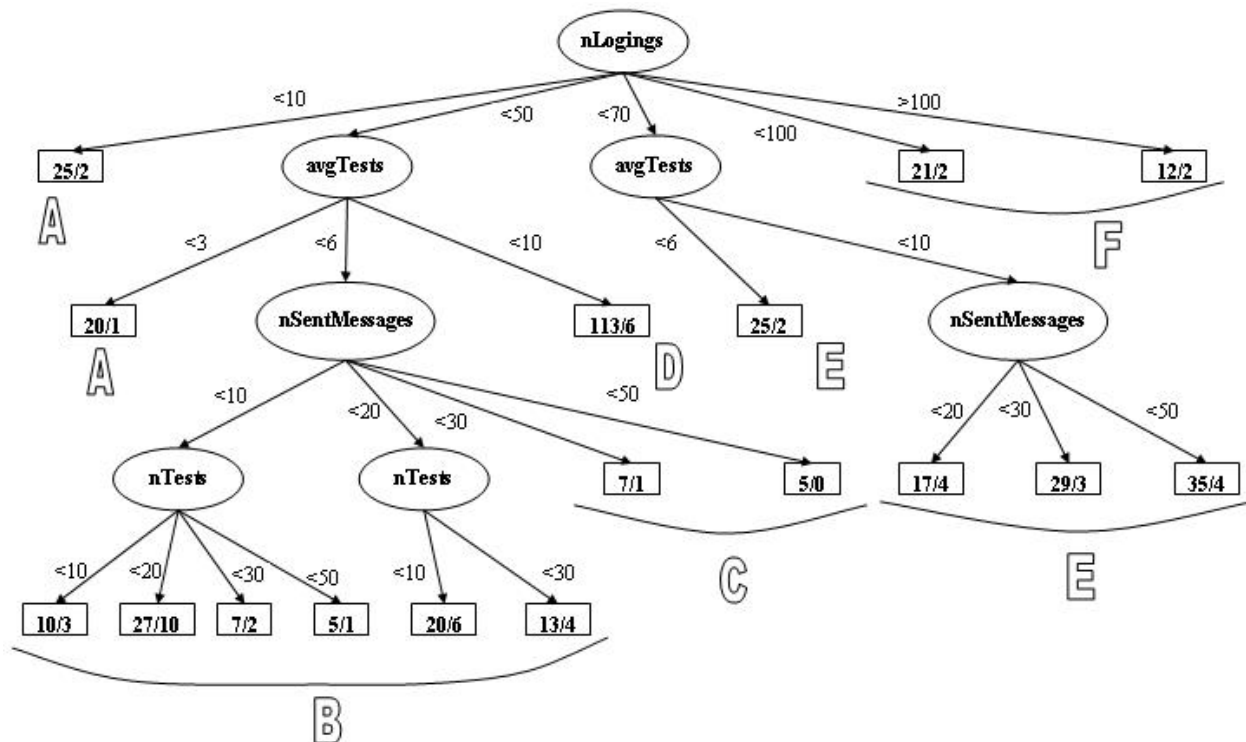 nLogings
<10
<50
<70
<100
>100
25/2
avgTests
avgTests
21/2
12/2
A
F
<3
<6
<10
<6
<10
20/1
nSentMessages
113/6
25/2
nSentMessages
A
D
E
<10
<20
<30
<50
<20
<30
<50
nTests
nTests
7/1
5/0
17/4
29/3
35/4
C
E
<10
<20
<30
<50
<10
<30
10/3
27/10
7/2
5/1
20/6
13/4
B